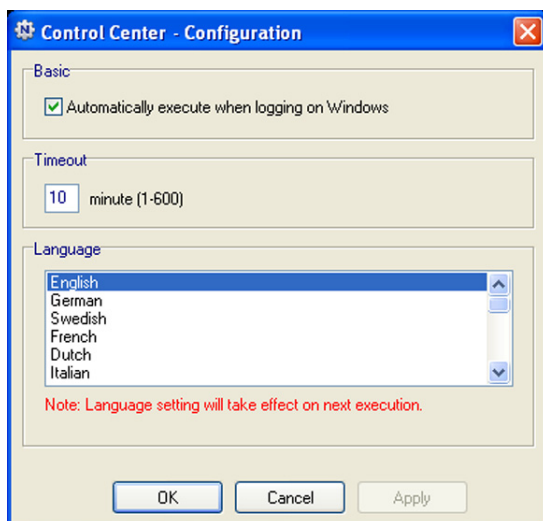 Control Center - Configuration
Basic
Automatically execute when logging on Windows
Timeout
10 minute (1-600)
Language
English
German
Swedish
French
Dutch
Italian
Note: Language setting will take effect on next execution.
OK Cancel Apply